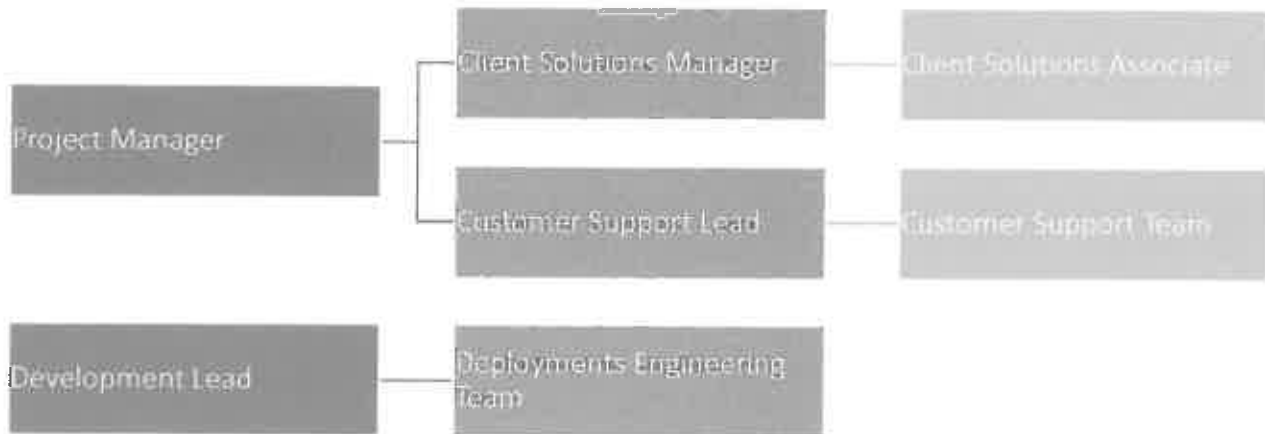 Client Solutions Manager
Client Solutions Associate
Project Manager
Customer Support Lead
Customer Support Team
Development Lead
Deployments Engineering
Team